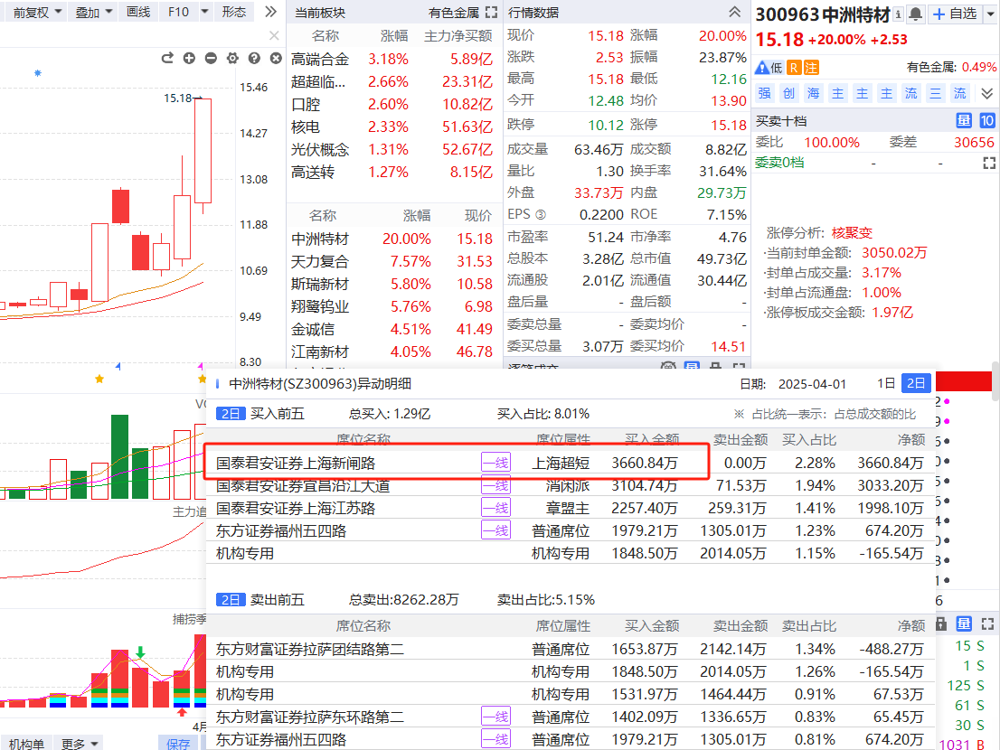 前复权 叠加 画线 F10 形态
15.18
15.46
14.27
13.08
11.88
10.69
9.49
8.30
主力追
捕捞季
4月
机构单 更多 保存
当前板块 有色金属
名称 涨幅 主力净买额
高端合金 3.18% 5.89亿
超超临... 2.66% 23.31亿
口腔 2.60% 10.82亿
核电 2.33% 51.63亿
光伏概念 1.31% 52.67亿
高送转 1.27% 8.15亿
名称 涨幅 现价
中洲特材 20.00% 15.18
天力复合 7.57% 31.53
斯瑞新材 5.80% 10.58
翔鹭钨业 5.76% 6.98
金诚信 4.51% 41.49
江南新材 4.05% 46.78
行情数据
现价 15.18 涨幅 20.00%
涨跌 2.53 振幅 23.87%
最高 15.18 最低 12.16
今开 12.48 均价 13.90
跌停 10.12 涨停 15.18
成交量 63.46万 成交额 8.82亿
量比 1.30 换手率 31.64%
外盘 33.73万 内盘 29.73万
EPS ③ 0.2200 ROE 7.15%
市盈率 51.24 市净率 4.76
总股本 3.28亿 总市值 49.73亿
流通股 2.01亿 流通值 30.44亿
盘后量 - 盘后额 -
委卖总量 - 委卖均价 -
委买总量 3.07万 委买均价 14.51
300963 中洲特材 自选
15.18 +20.00% +2.53
低 R 注 有色金属: 0.49%
强 创 海 主 主 主 流 三 流
买卖十档 量 10
委比 100.00% 委差 30656
委卖0档 - -
涨停分析: 核聚变
·当前封单金额: 3050.02万
·封单占成交量: 3.17%
·封单占流通盘: 1.00%
·涨停板成交金额: 1.97亿
中洲特材(SZ300963)异动明细 日期: 2025-04-01 1日 2日
2日 买入前五 总买入: 1.29亿 买入占比: 8.01% ※ 占比统一表示：占总成交额的比
席位名称 席位属性 买入金额 卖出金额 买入占比 净额
国泰君安证券上海新闸路 一线 上海超短 3660.84万 0.00万 2.28% 3660.84万
国泰君安证券宜昌沿江大道 一线 消闲派 3104.74万 71.53万 1.94% 3033.20万
国泰君安证券上海江苏路 一线 章盟主 2257.40万 259.31万 1.41% 1998.10万
东方证券福州五四路 一线 普通席位 1979.21万 1305.01万 1.23% 674.20万
机构专用 机构专用 1848.50万 2014.05万 1.15% -165.54万
2日 卖出前五 总卖出:8262.28万 卖出占比:5.15%
席位名称 席位属性 买入金额 卖出金额 卖出占比 净额
东方财富证券拉萨团结路第二 普通席位 1653.87万 2142.14万 1.34% -488.27万
机构专用 机构专用 1848.50万 2014.05万 1.26% -165.54万
机构专用 机构专用 1531.97万 1464.44万 0.91% 67.53万
东方财富证券拉萨东环路第二 一线 普通席位 1402.09万 1336.65万 0.83% 65.45万
东方证券福州五四路 一线 普通席位 1979.21万 1305.01万 0.81% 674.20万
量
15 S
1 S
125 S
61 S
30 S
1031 B